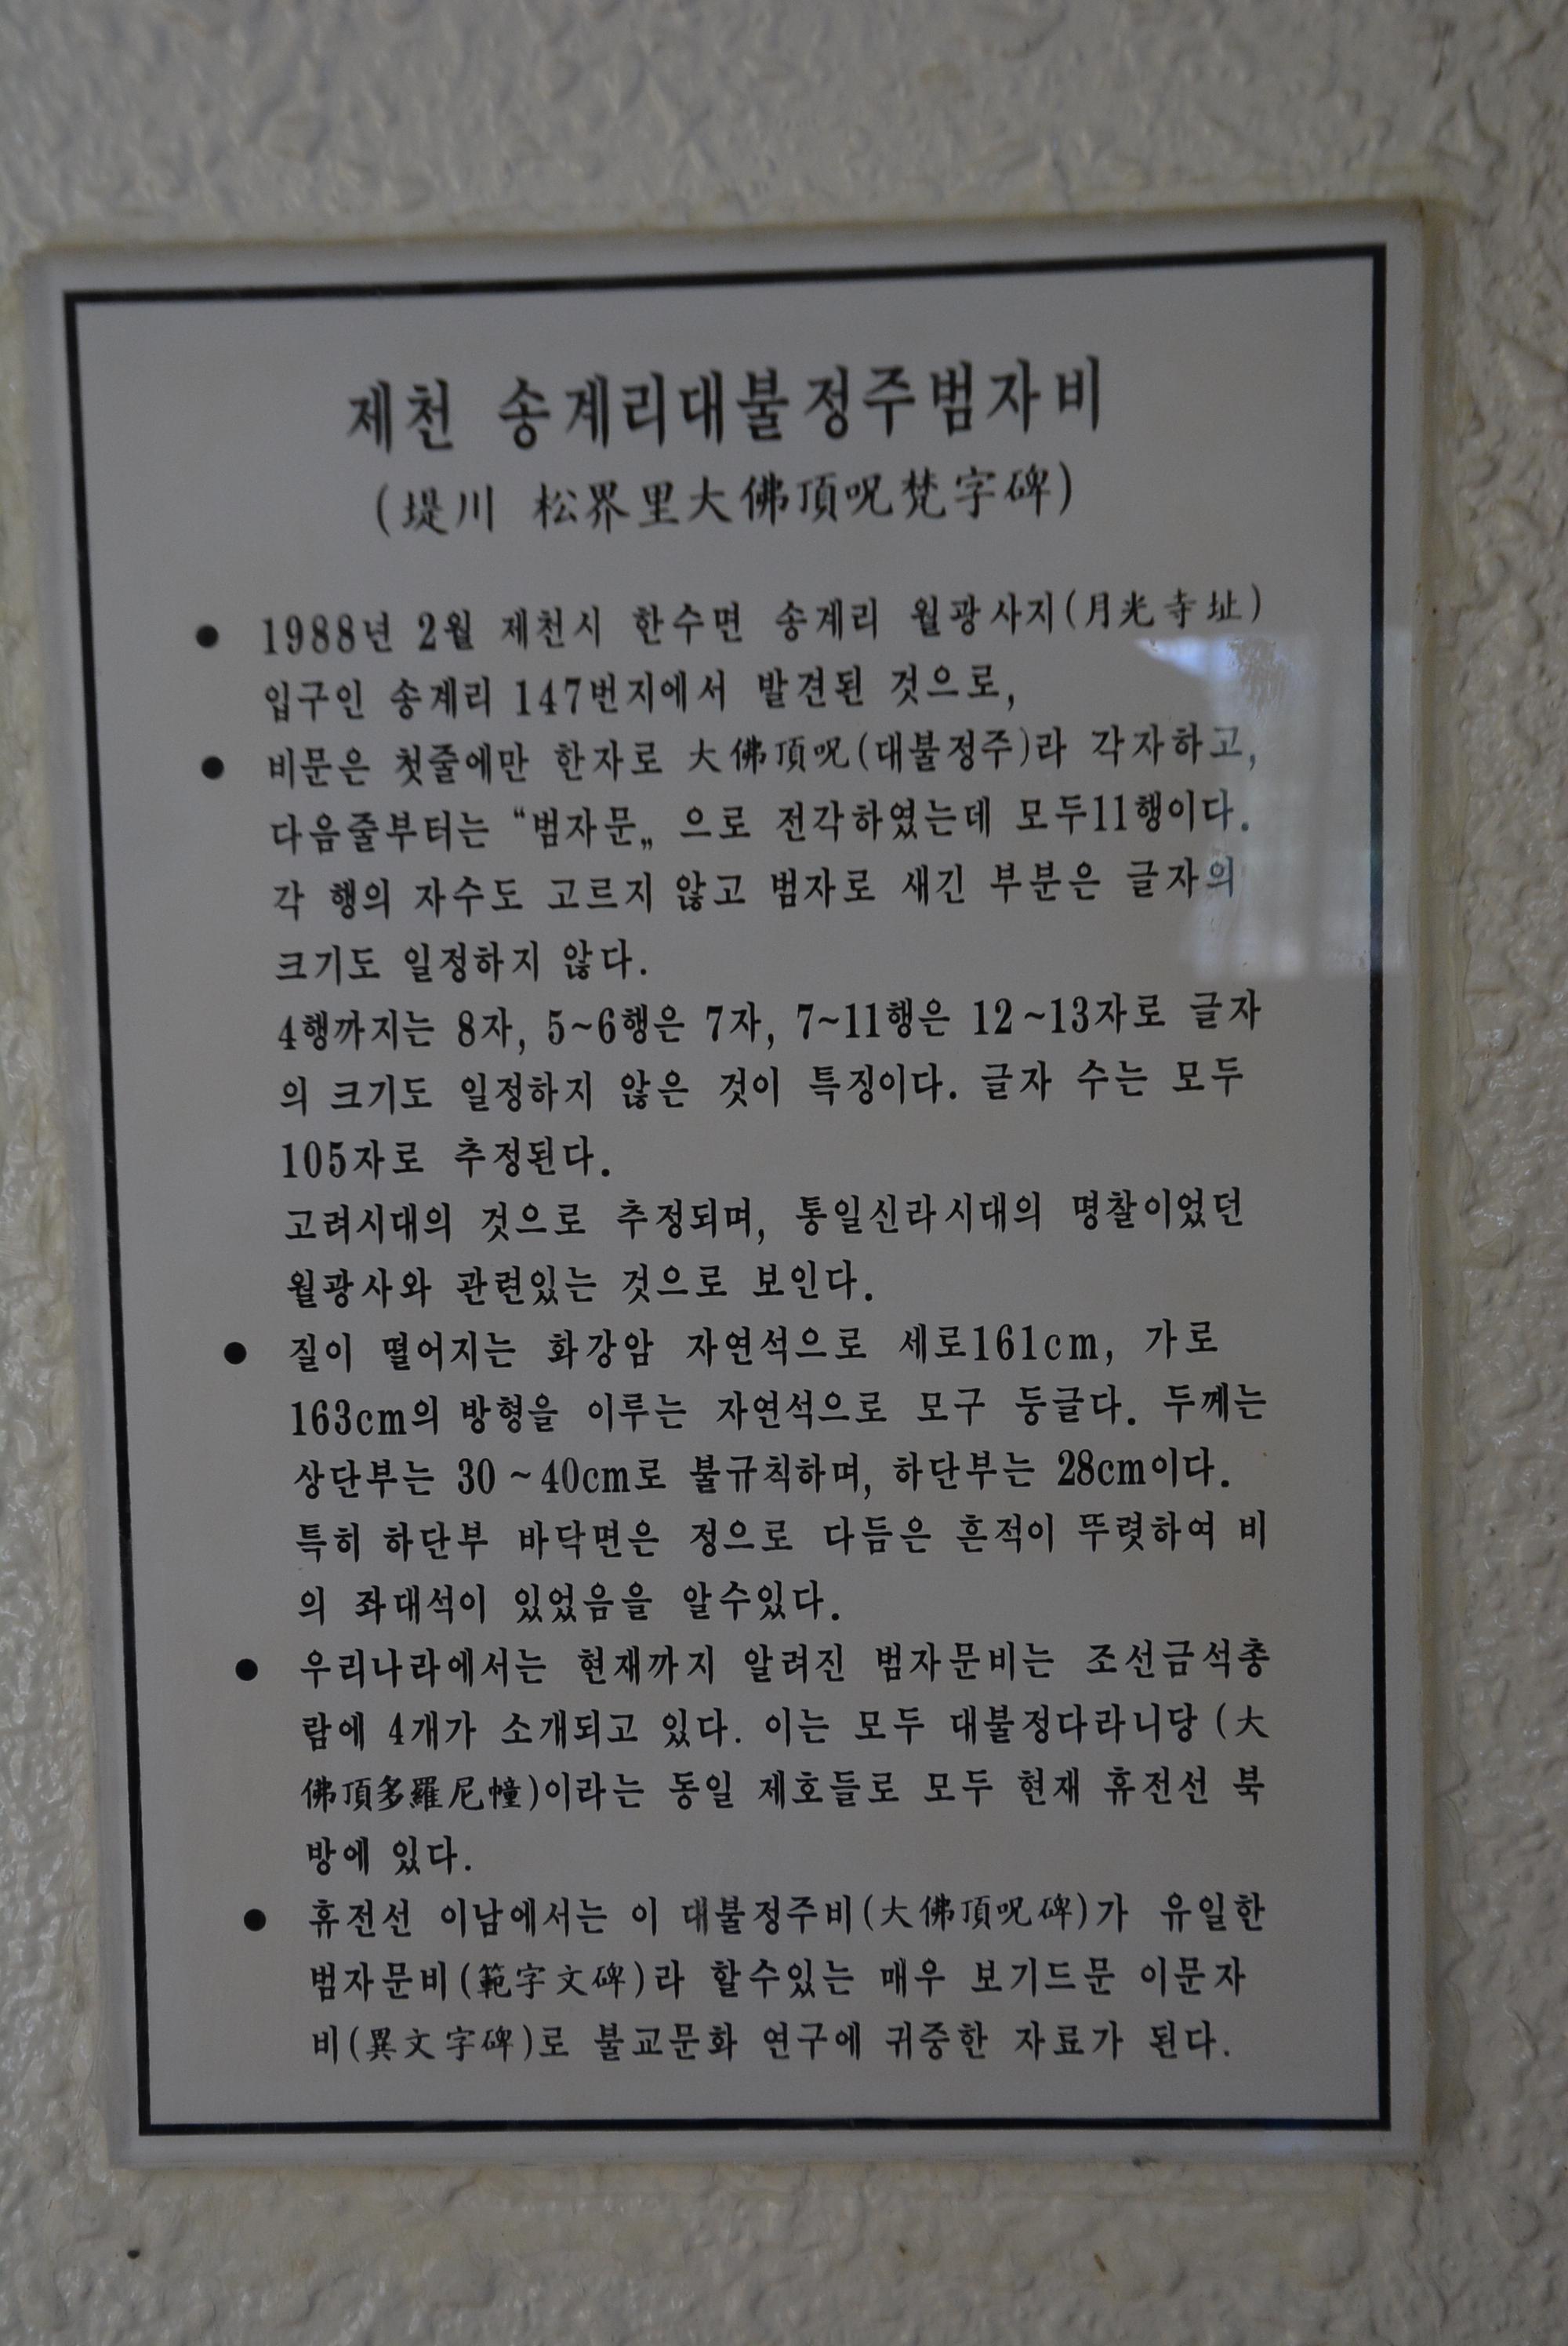 제천 송계리대불정주범자비
(堤川 松界里大佛頂呪梵字碑)
● 1988년 2월 제천시 한수면 송계리 월광사지(月光寺址)
입구인 송계리 147번지에서 발견된 것으로,
● 비문은 첫줄에만 한자로 大佛頂呪(대불정주)라 각자하고,
다음줄부터는 “범자문„ 으로 전각하였는데 모두11행이다.
각 행의 자수도 고르지 않고 범자로 새긴 부분은 글자의
크기도 일정하지 않다.
4행까지는 8자, 5~6행은 7자, 7~11행은 12~13자로 글자
의 크기도 일정하지 않은 것이 특징이다. 글자 수는 모두
105자로 추정된다.
고려시대의 것으로 추정되며, 통일신라시대의 명찰이었던
월광사와 관련있는 것으로 보인다.
● 질이 떨어지는 화강암 자연석으로 세로161cm, 가로
163cm의 방형을 이루는 자연석으로 모구 둥글다. 두께는
상단부는 30~40cm로 불규칙하며, 하단부는 28cm이다.
특히 하단부 바닥면은 정으로 다듬은 흔적이 뚜렷하여 비
의 좌대석이 있었음을 알수있다.
● 우리나라에서는 현재까지 알려진 범자문비는 조선금석총
람에 4개가 소개되고 있다. 이는 모두 대불정다라니당 (大
佛頂多羅尼幢)이라는 동일 제호들로 모두 현재 휴전선 북
방에 있다.
● 휴전선 이남에서는 이 대불정주비(大佛頂呪碑)가 유일한
범자문비(範字文碑)라 할수있는 매우 보기드문 이문자
비(異文字碑)로 불교문화 연구에 귀중한 자료가 된다.